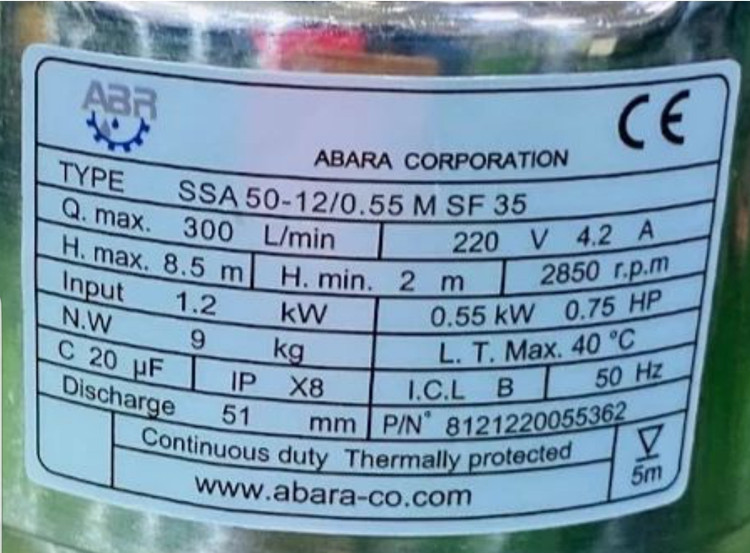 ABR
CE
ABARA CORPORATION
TYPE SSA 50-12/0.55 M SF 35
Q. max. 300 L/min 220 V 4.2 A
H. max. 8.5 m H. min. 2 m 2850 r.p.m
Input 1.2 kW 0.55 kW 0.75 HP
N.W 9 kg L. T. Max. 40 °C
C 20 µF IP X8 I.C.L B 50 Hz
Discharge 51 mm P/N° 8121220055362
Continuous duty Thermally protected
5m
www.abara-co.com